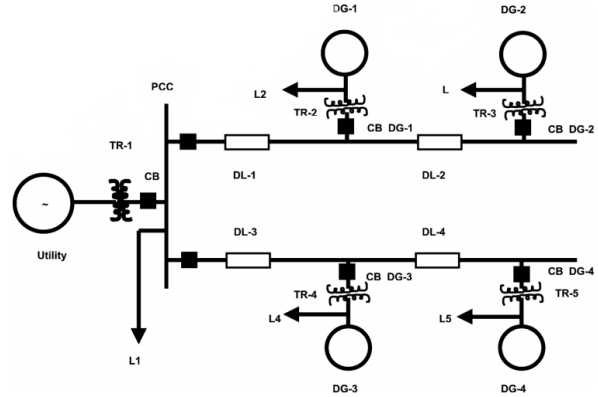 DG-1
DG-2
PCC
L2
L
TR-2
TR-3
TR-1
CB DG-1
CB DG-2
CB
DL-1
DL-2
~
Utility
DL-3
DL-4
CB DG-3
CB DG-4
TR-4
TR-5
L4
L5
L1
DG-3
DG-4